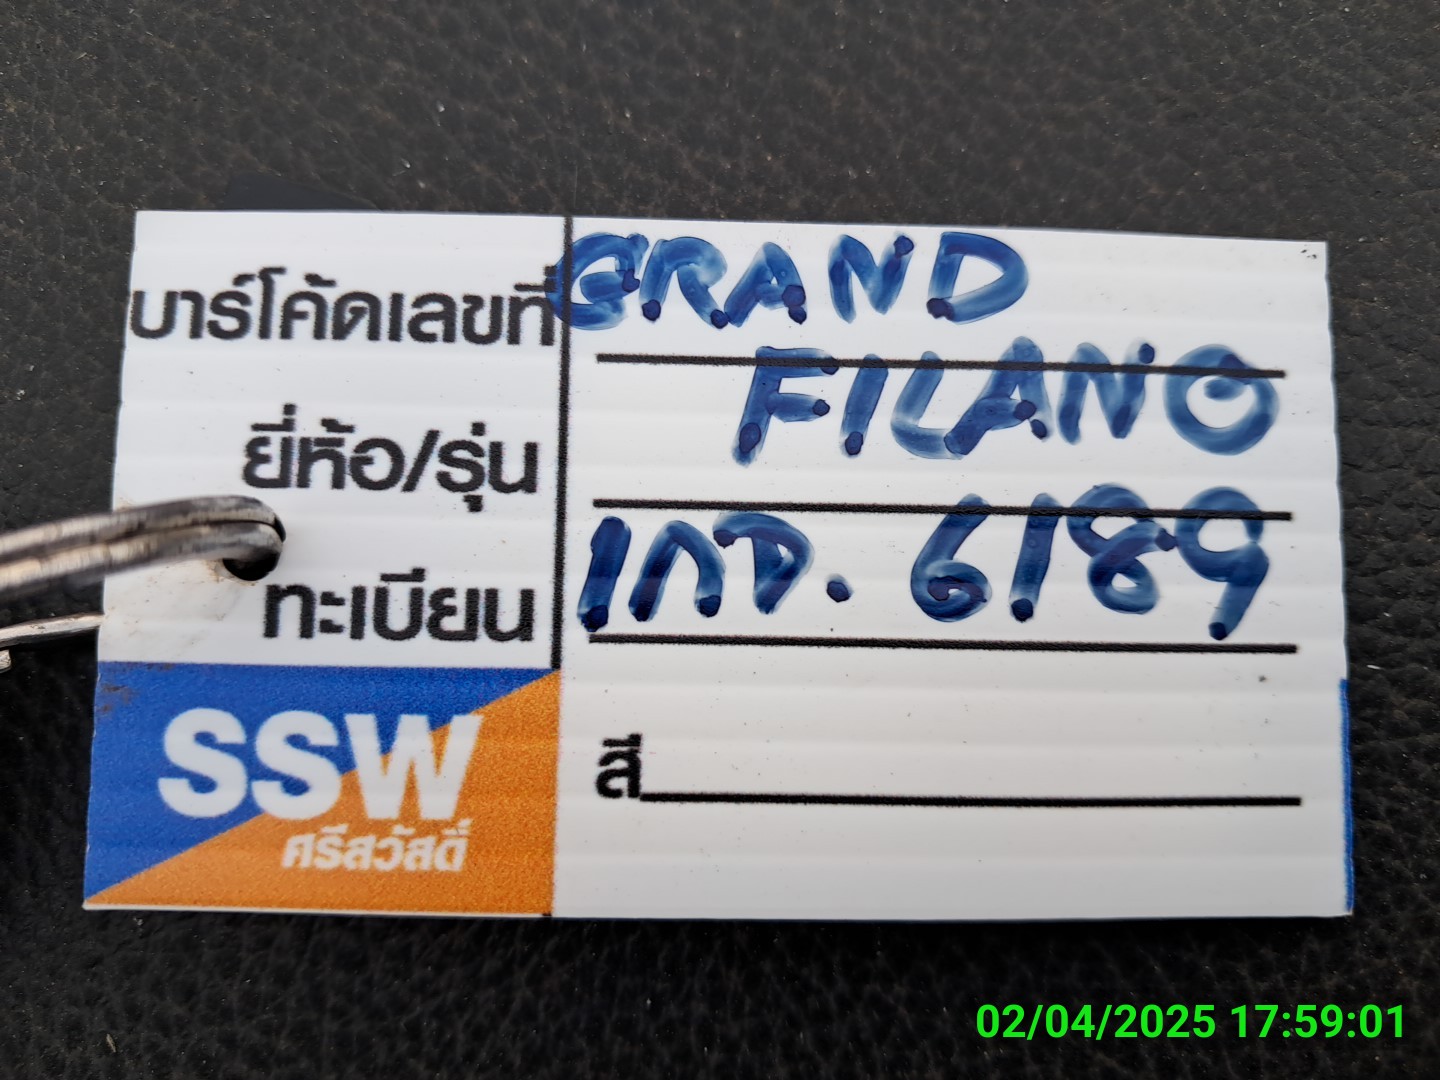 บาร์โค้ดเลขที่ GRAND
ยี่ห้อ/รุ่น FILANO
ทะเบียน 1กข. 6189
สี
SSW
ศรีสวัสดิ์
02/04/2025 17:59:01